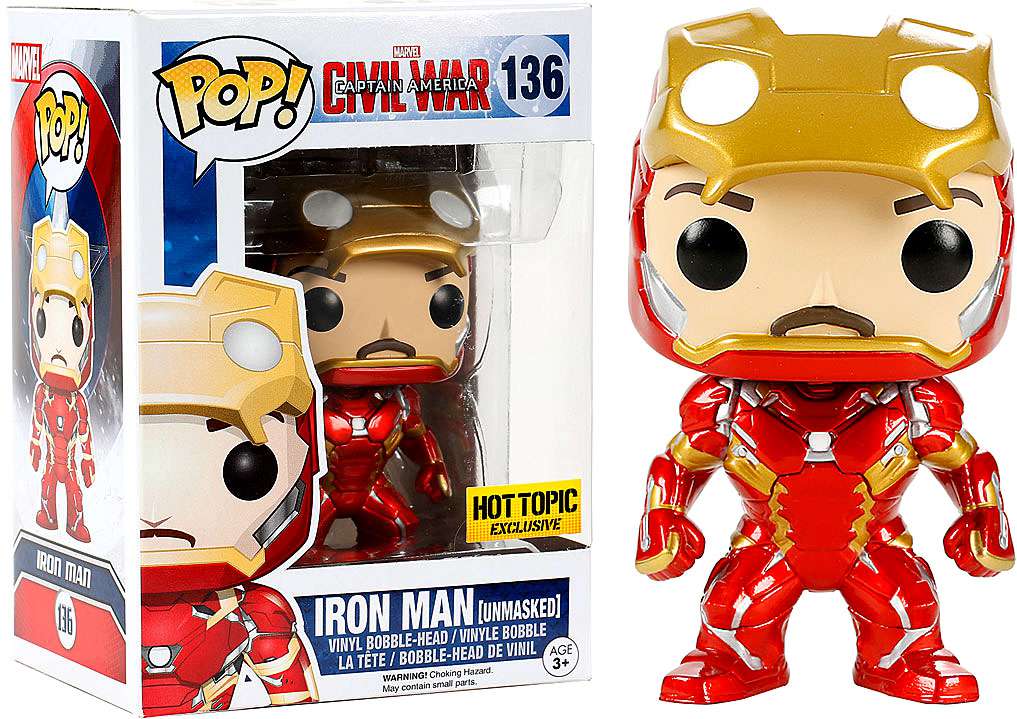 MARVEL
POP!
IRON MAN
136
POP!
MARVEL
CAPTAIN AMERICA
CIVIL WAR
136
HOT TOPIC
EXCLUSIVE
IRON MAN [UNMASKED]
VINYL BOBBLE-HEAD / VINYLE BOBBLE
LA TÊTE / BOBBLE-HEAD DE VINIL
WARNING! Choking Hazard.
May contain small parts.
AGE
3+